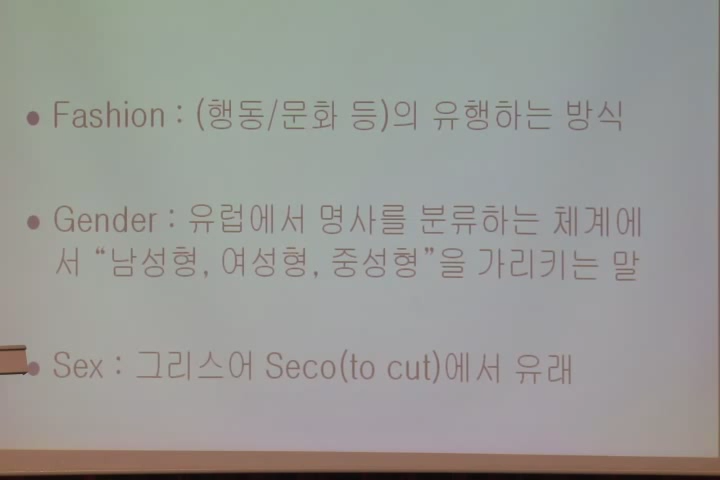 • Fashion : (행동/문화 등)의 유행하는 방식
• Gender : 유럽에서 명사를 분류하는 체계에
서 “남성형, 여성형, 중성형”을 가리키는 말
• Sex : 그리스어 Seco(to cut)에서 유래